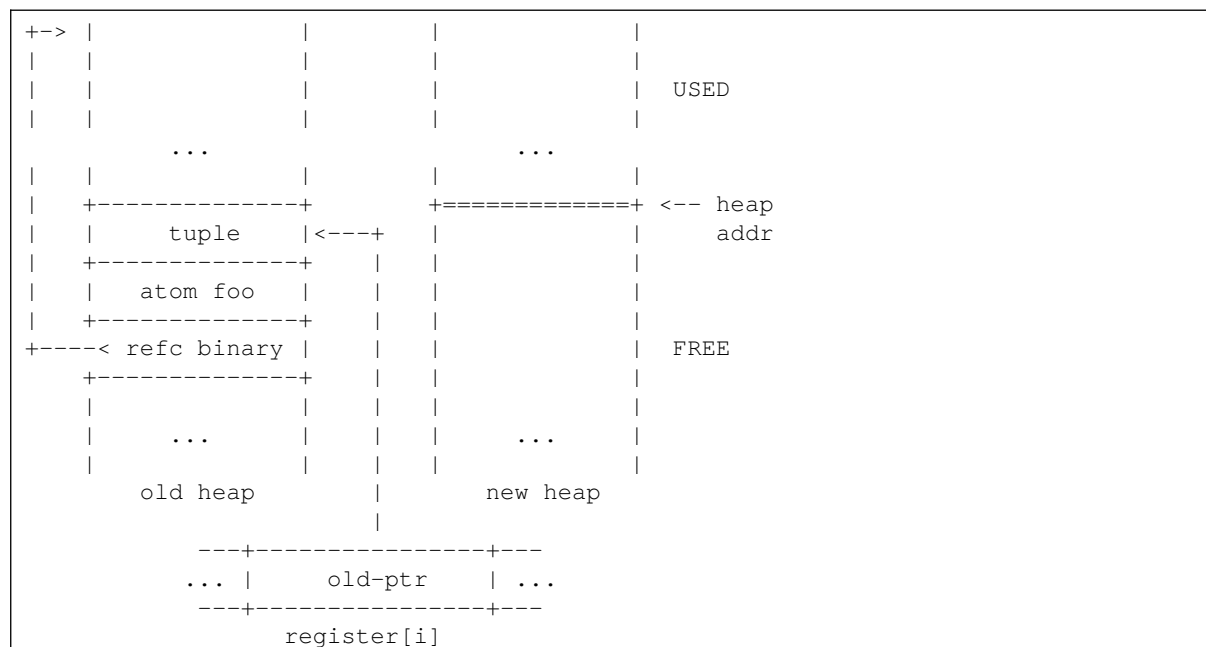 +-> |              |        |             |
|   |              |        |             |
|   |              |        |             |  USED
|   |              |        |             |
          ...                     ...
|   |              |        |             |
|   +--------------+        +=============+ <-- heap
|   |     tuple    |<---+   |             |     addr
|   +--------------+    |   |             |
|   |   atom foo   |    |   |             |
|   +--------------+    |   |             |
+----< refc binary |    |   |             |  FREE
    +--------------+    |   |             |
    |              |    |   |             |
    |     ...      |    |   |     ...     |
    |              |    |   |             |
        old heap        |       new heap
                        |
            ---+----------------+---
           ... |     old-ptr    | ...
            ---+----------------+---
                  register[i]